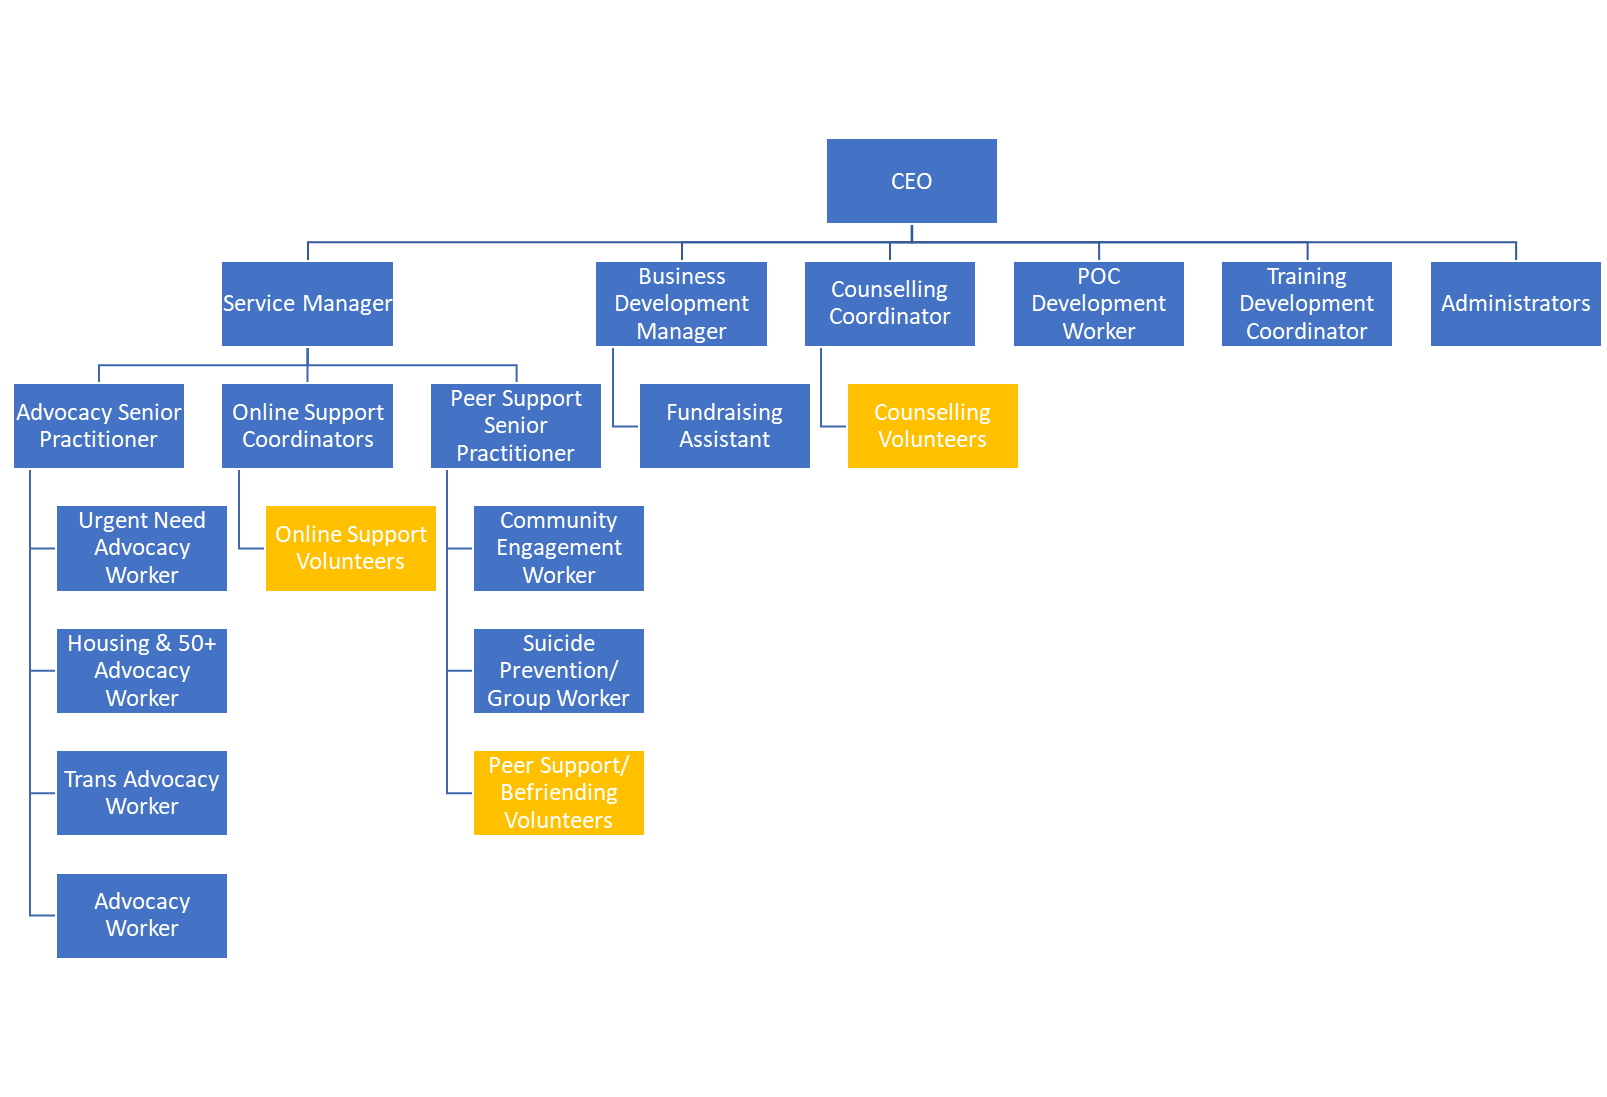 CEO
Service Manager
Business
Development
Manager
Counselling
Coordinator
POC
Development
Worker
Training
Development
Coordinator
Administrators
Advocacy Senior
Practitioner
Online Support
Coordinators
Peer Support
Senior
Practitioner
Fundraising
Assistant
Counselling
Volunteers
Urgent Need
Advocacy
Worker
Online Support
Volunteers
Community
Engagement
Worker
Housing & 50+
Advocacy
Worker
Suicide
Prevention/
Group Worker
Trans Advocacy
Worker
Peer Support/
Befriending
Volunteers
Advocacy
Worker